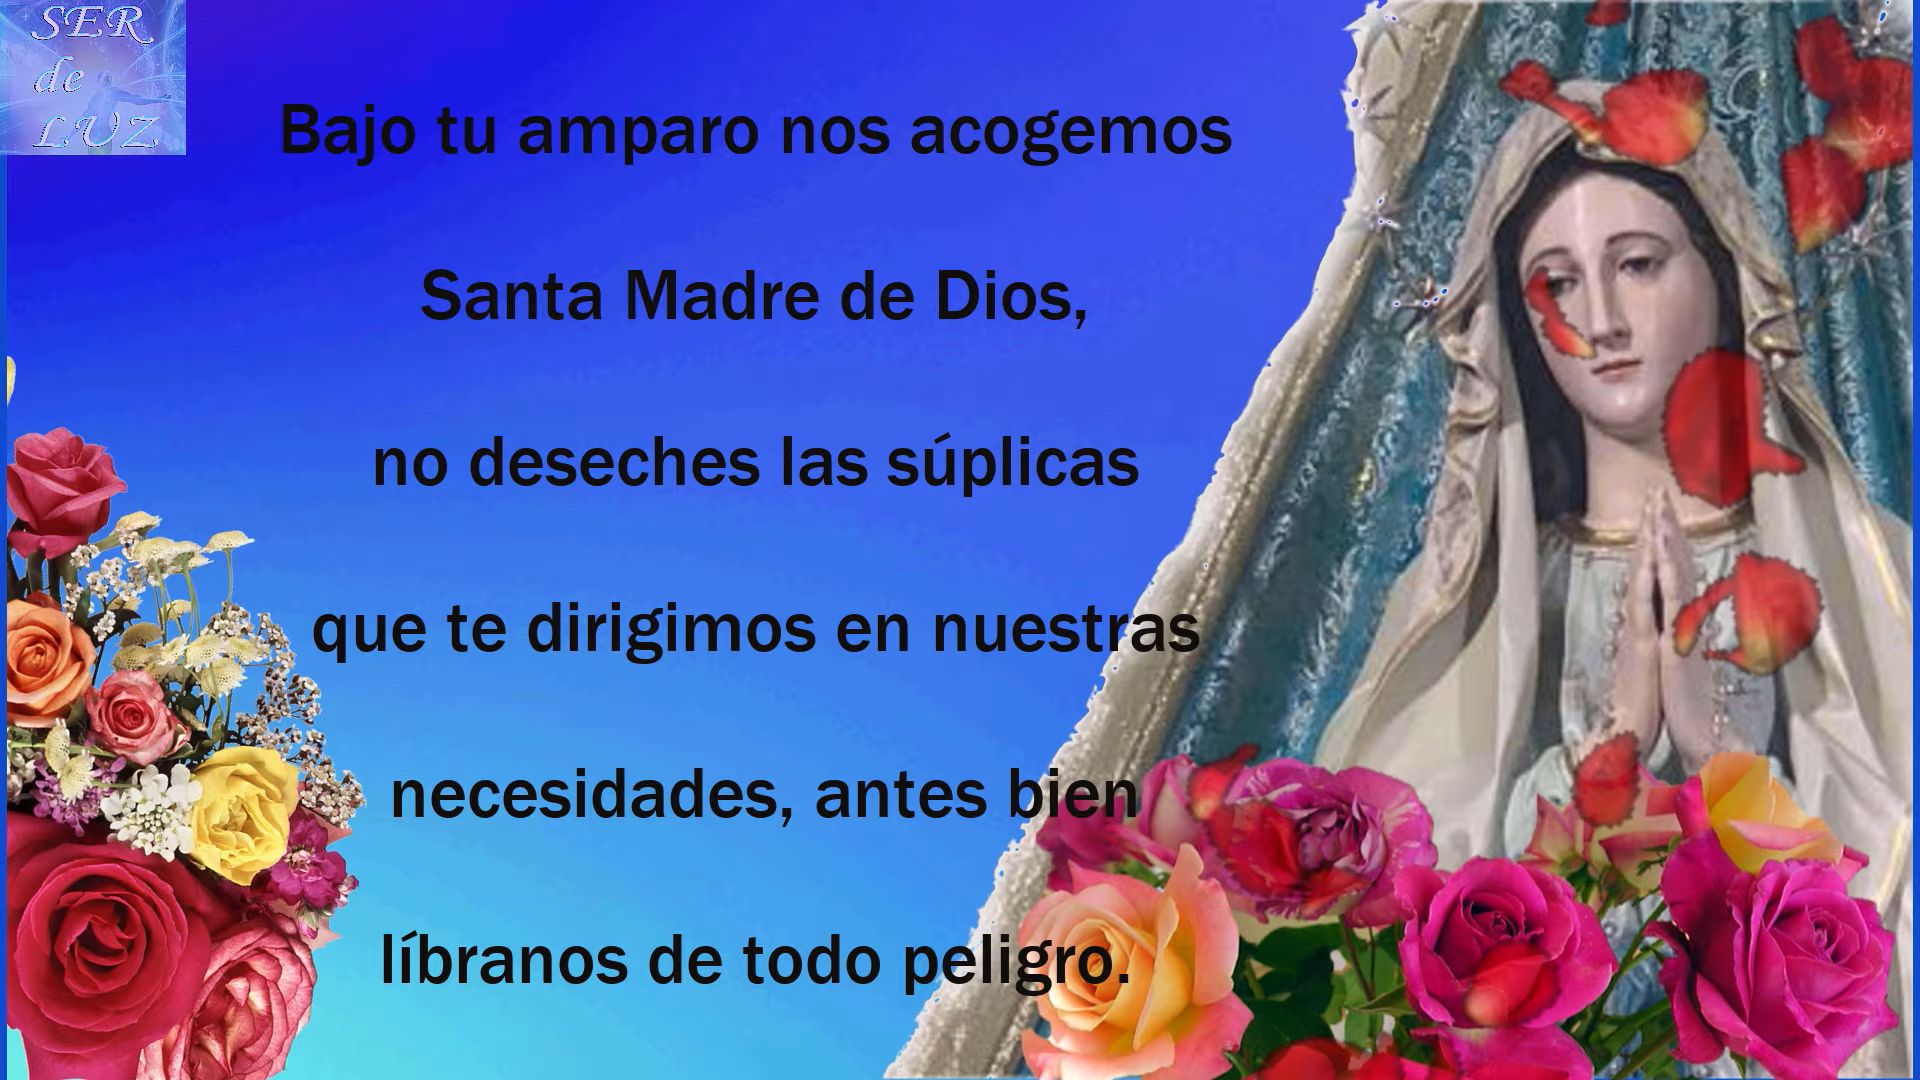 SER
de
LUZ
Bajo tu amparo nos acogemos
Santa Madre de Dios,
no deseches las súplicas
que te dirigimos en nuestras
necesidades, antes bien
líbranos de todo peligro.